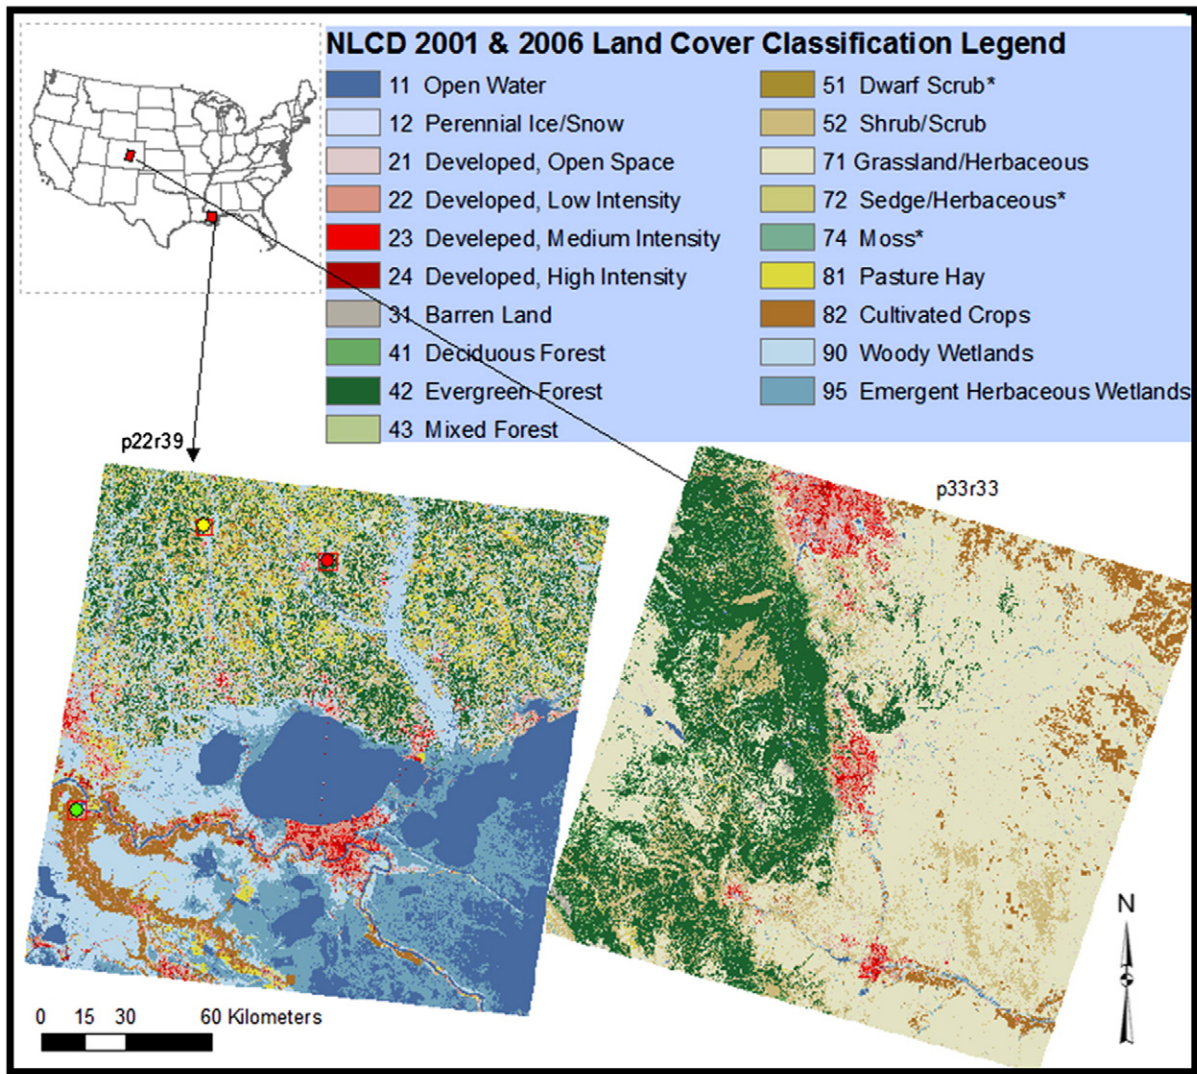 NLCD 2001 & 2006 Land Cover Classification Legend
11 Open Water
12 Perennial Ice/Snow
21 Developed, Open Space
22 Developed, Low Intensity
23 Develeped, Medium Intensity
24 Developed, High Intensity
31 Barren Land
41 Deciduous Forest
42 Evergreen Forest
43 Mixed Forest
51 Dwarf Scrub*
52 Shrub/Scrub
71 Grassland/Herbaceous
72 Sedge/Herbaceous*
74 Moss*
81 Pasture Hay
82 Cultivated Crops
90 Woody Wetlands
95 Emergent Herbaceous Wetlands
p22r39
p33r33
N
0 15 30 60 Kilometers